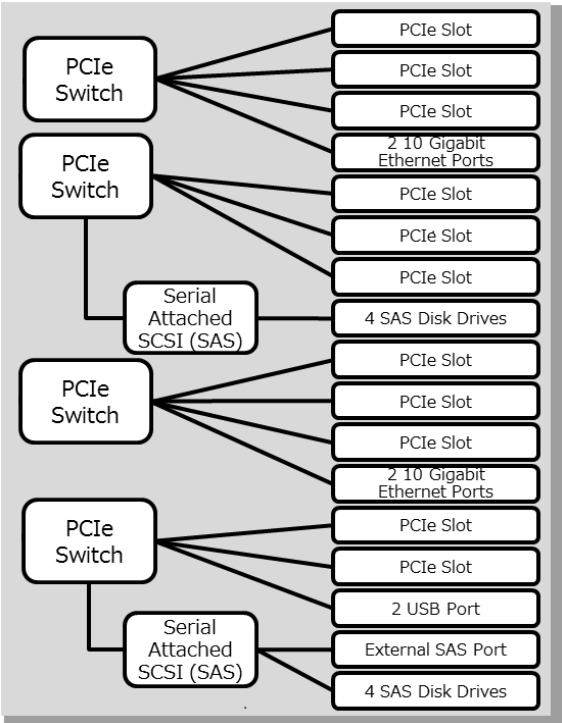 PCIe
Switch
PCIe Slot
PCIe Slot
PCIe Slot
2 10 Gigabit
Ethernet Ports
PCIe
Switch
PCIe Slot
PCIe Slot
PCIe Slot
Serial
Attached
SCSI (SAS)
4 SAS Disk Drives
PCIe
Switch
PCIe Slot
PCIe Slot
PCIe Slot
2 10 Gigabit
Ethernet Ports
PCIe
Switch
PCIe Slot
PCIe Slot
2 USB Port
Serial
Attached
SCSI (SAS)
External SAS Port
4 SAS Disk Drives